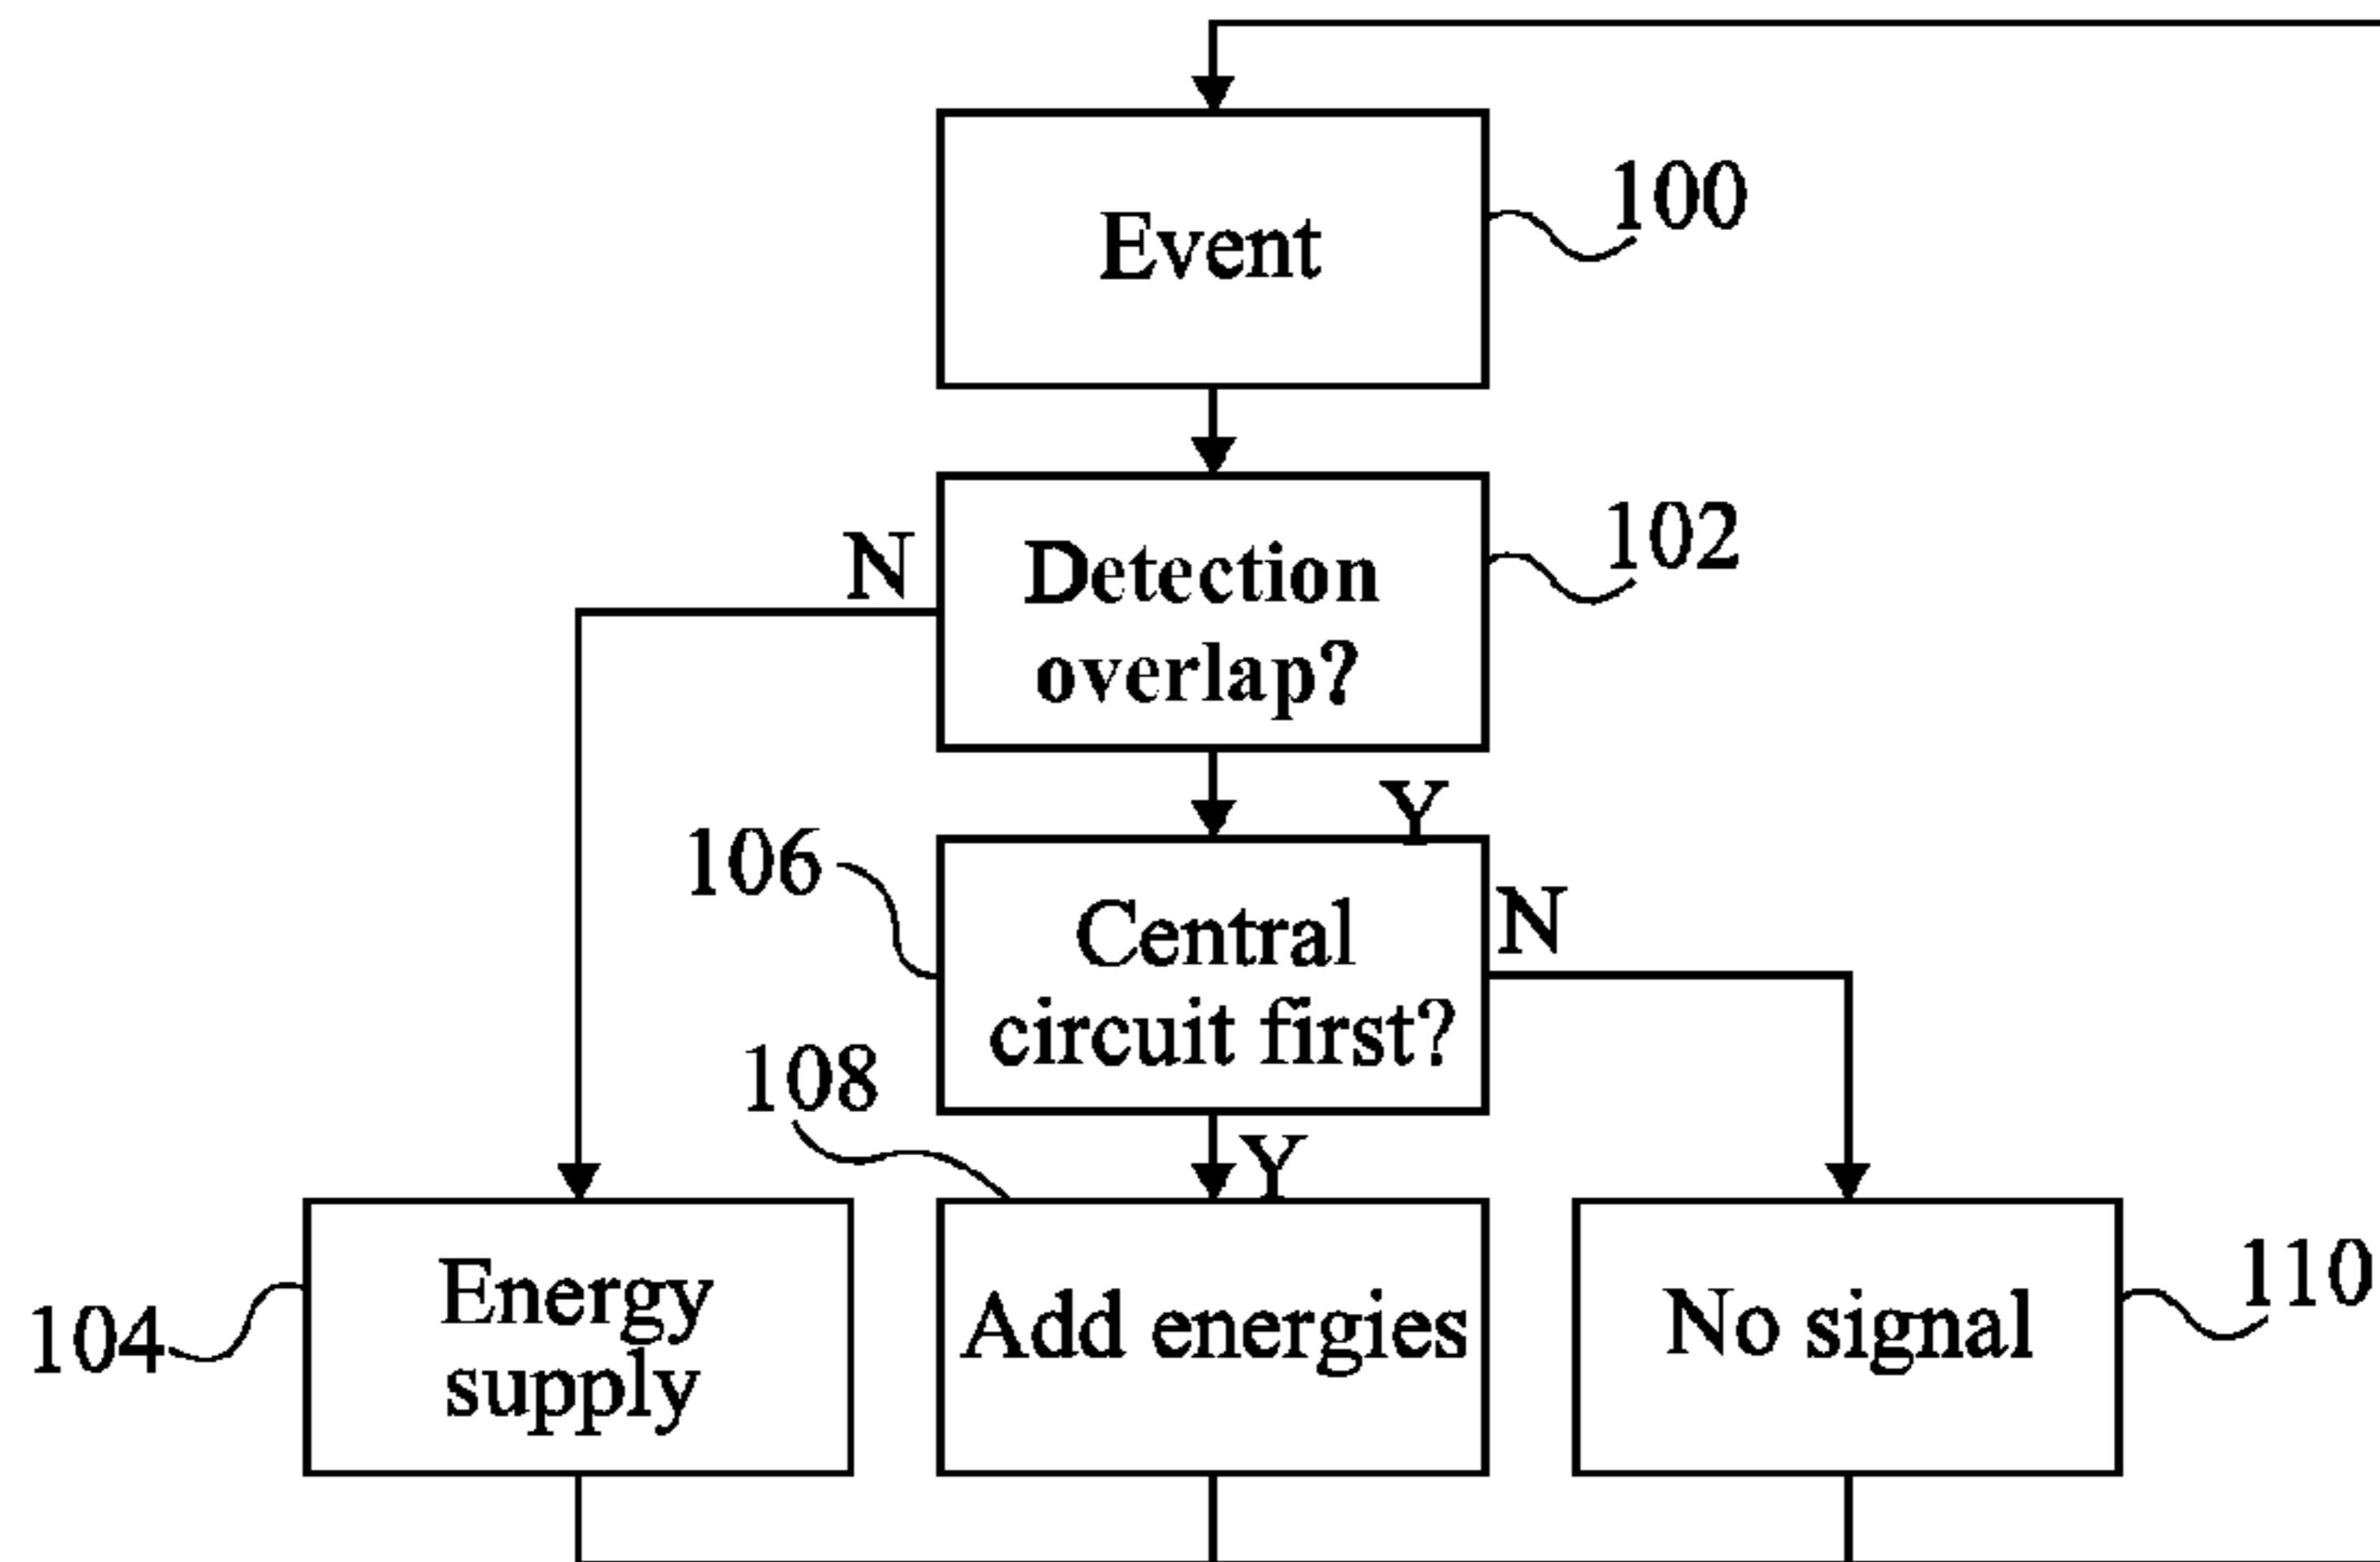 Event
100
N
Detection
overlap?
102
Y
106
Central
circuit first?
N
108
Y
104
Energy
supply
Add energies
No signal
110